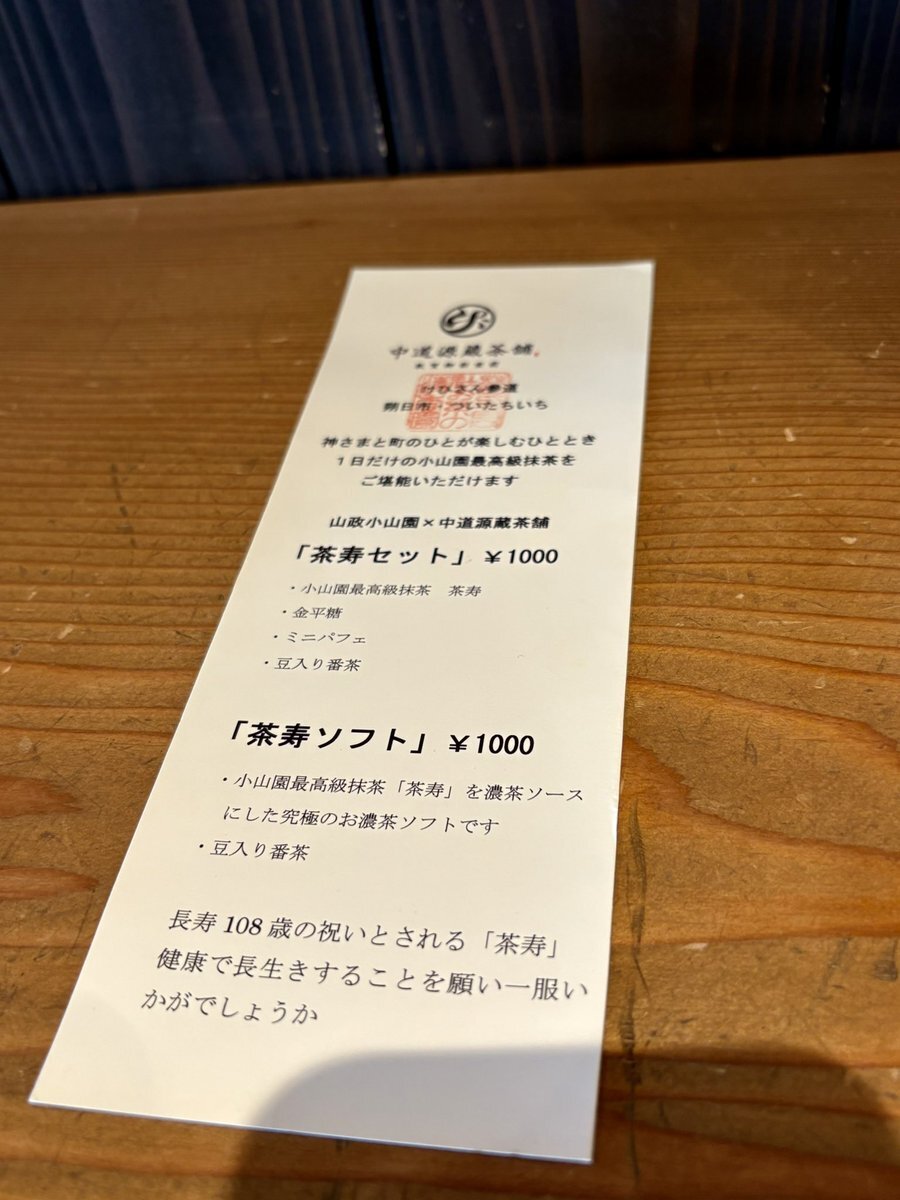 中道源蔵茶舗
けひさん参道
朔日市・ついたちいち
神さまと町のひとが楽しむひととき
1日だけの小山園最高級抹茶を
ご堪能いただけます
山政小山園×中道源蔵茶舗
「茶寿セット」￥1000
・小山園最高級抹茶　茶寿
・金平糖
・ミニパフェ
・豆入り番茶
「茶寿ソフト」￥1000
・小山園最高級抹茶「茶寿」を濃茶ソース
にした究極のお濃茶ソフトです
・豆入り番茶
長寿108歳の祝いとされる「茶寿」
健康で長生きすることを願い一服い
かがでしょうか